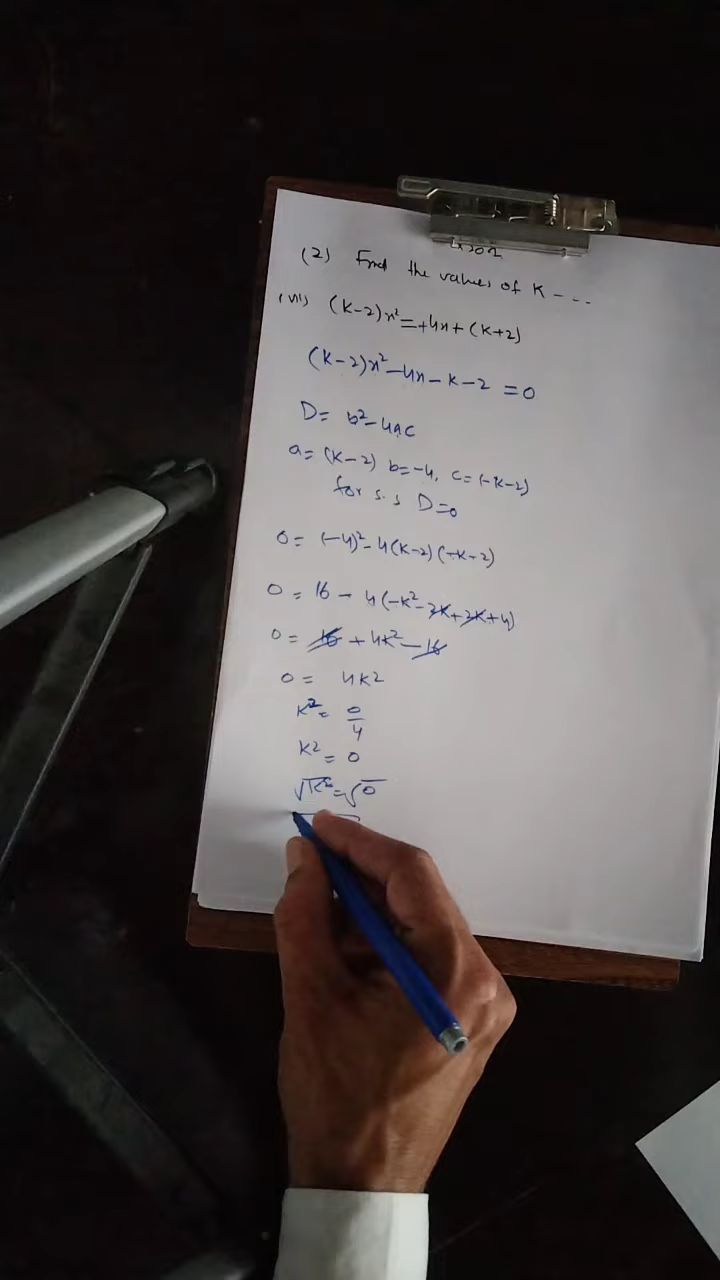 (2) Find the values of K - ...
(vii) (K-2)x²=+4x+(K+2)
(K-2)x²-4x-K-2 =0
D= b²-4ac
a= (K-2) b=-4, c=(-K-2)
for s.s D=0
0= (-4)²-4(K-2)(-K-2)
0 = 16 - 4(-K²-2K+2K+4)
0= 16 +4K²-16
0= 4K²
K²= 0/4
K² = 0
√K²=√0